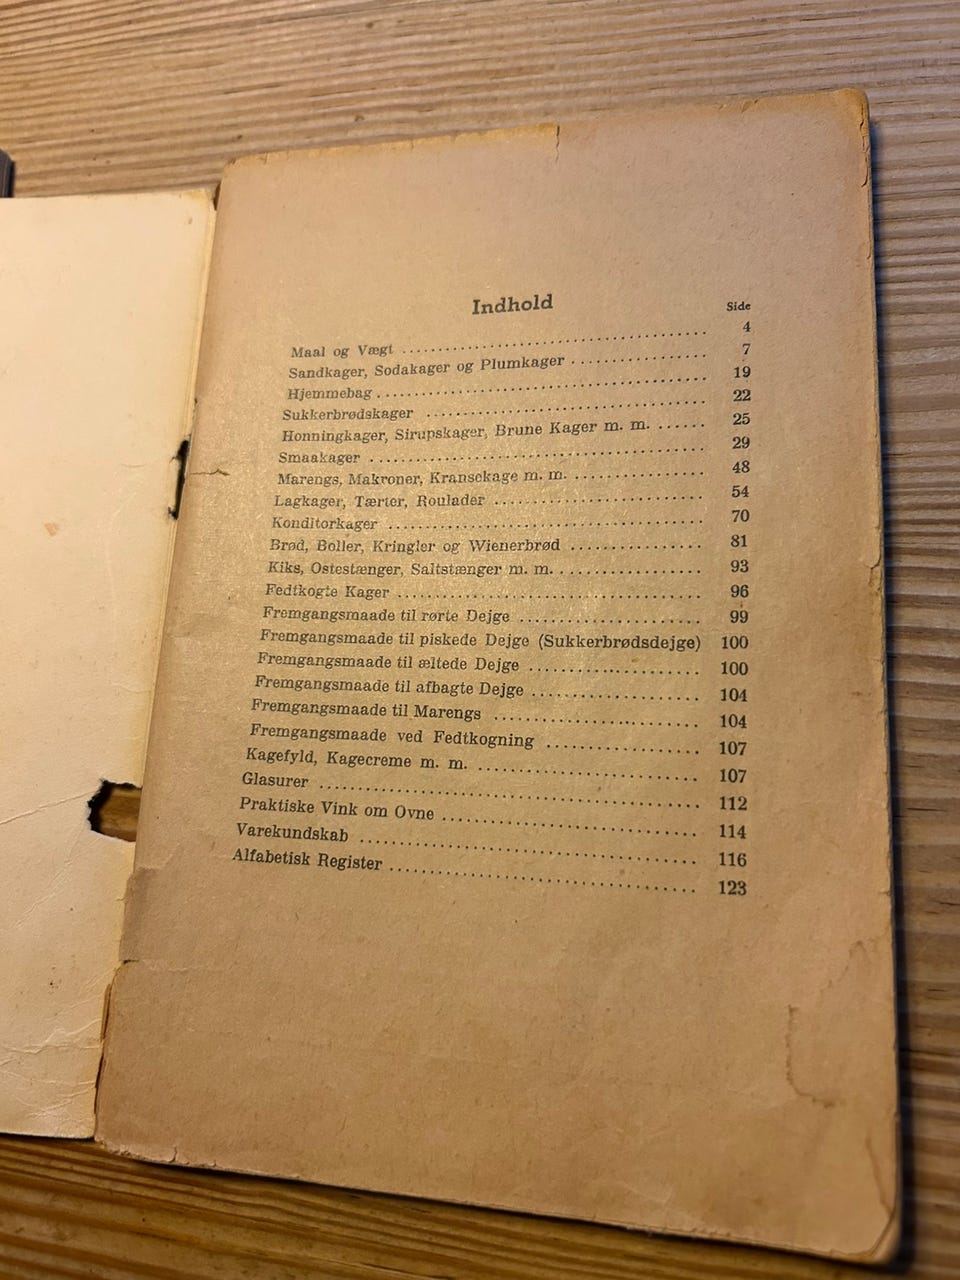 Indhold
Side
Maal og Vægt ........ 4
Sandkager, Sodakager og Plumkager ........ 7
Hjemmebag ........ 19
Sukkerbrødskager ........ 22
Honningkager, Sirupskager, Brune Kager m. m. ........ 25
Smaakager ........ 29
Marengs, Makroner, Kransekage m. m. ........ 48
Lagkager, Tærter, Roulader ........ 54
Konditorkager ........ 70
Brød, Boller, Kringler og Wienerbrød ........ 81
Kiks, Ostestænger, Saltstænger m. m. ........ 93
Fedtkogte Kager ........ 96
Fremgangsmaade til rørte Dejge ........ 99
Fremgangsmaade til piskede Dejge (Sukkerbrødsdejge) 100
Fremgangsmaade til æltede Dejge ........ 100
Fremgangsmaade til afbagte Dejge ........ 104
Fremgangsmaade til Marengs ........ 104
Fremgangsmaade ved Fedtkogning ........ 107
Kagefyld, Kagecreme m. m. ........ 107
Glasurer ........ 112
Praktiske Vink om Ovne ........ 114
Varekundskab ........ 116
Alfabetisk Register ........ 123